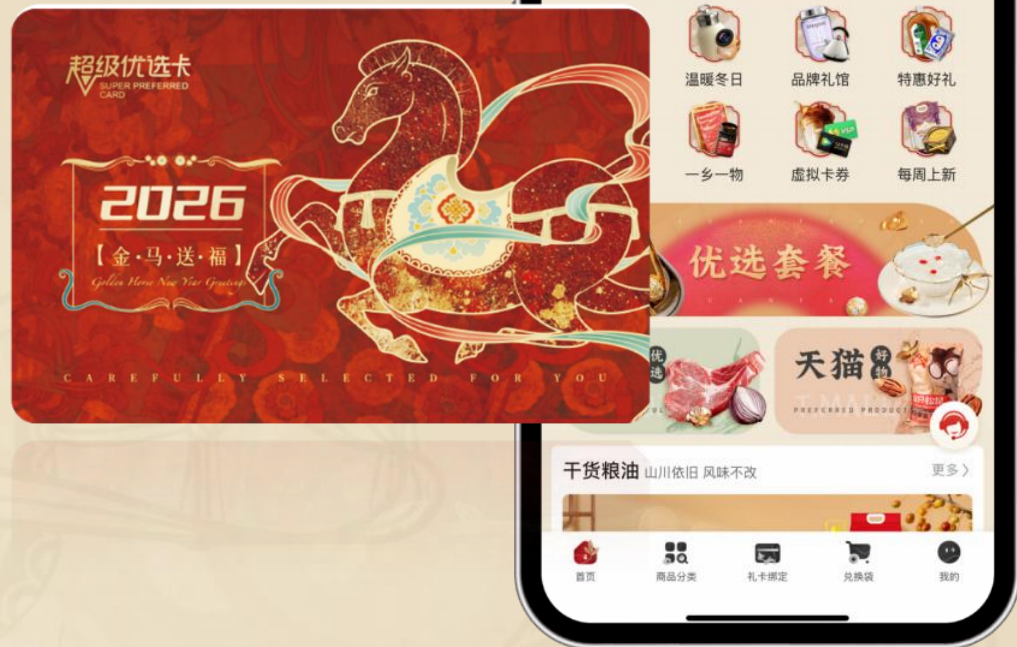 超级优选卡
SUPER PREFERRED
CARD
2026
【金·马·送·福】
Golden Horse New Year Greetings
CAREFULLY SELECTED FOR YOU
温暖冬日
品牌礼馆
特惠好礼
一乡一物
虚拟卡券
每周上新
优选套餐
优选
天猫
好物
PREFERRED PRODUCT
干货粮油
山川依旧 风味不改
更多
首页
商品分类
礼卡绑定
兑换袋
我的